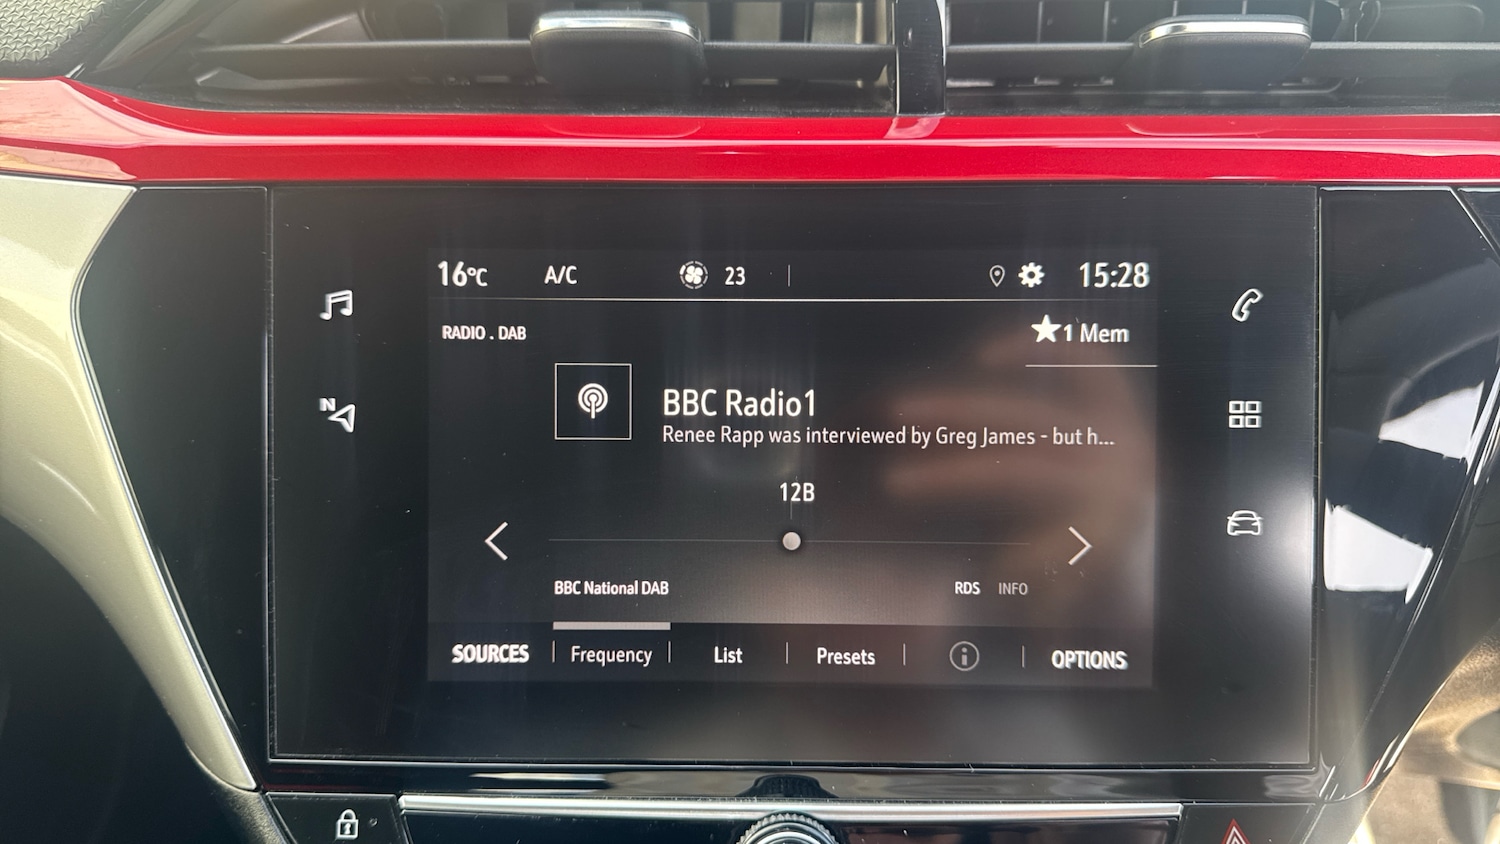 16°C A/C 23 15:28
RADIO . DAB
1 Mem
BBC Radio1
Renee Rapp was interviewed by Greg James - but h...
12B
N
BBC National DAB RDS INFO
SOURCES Frequency List Presets OPTIONS